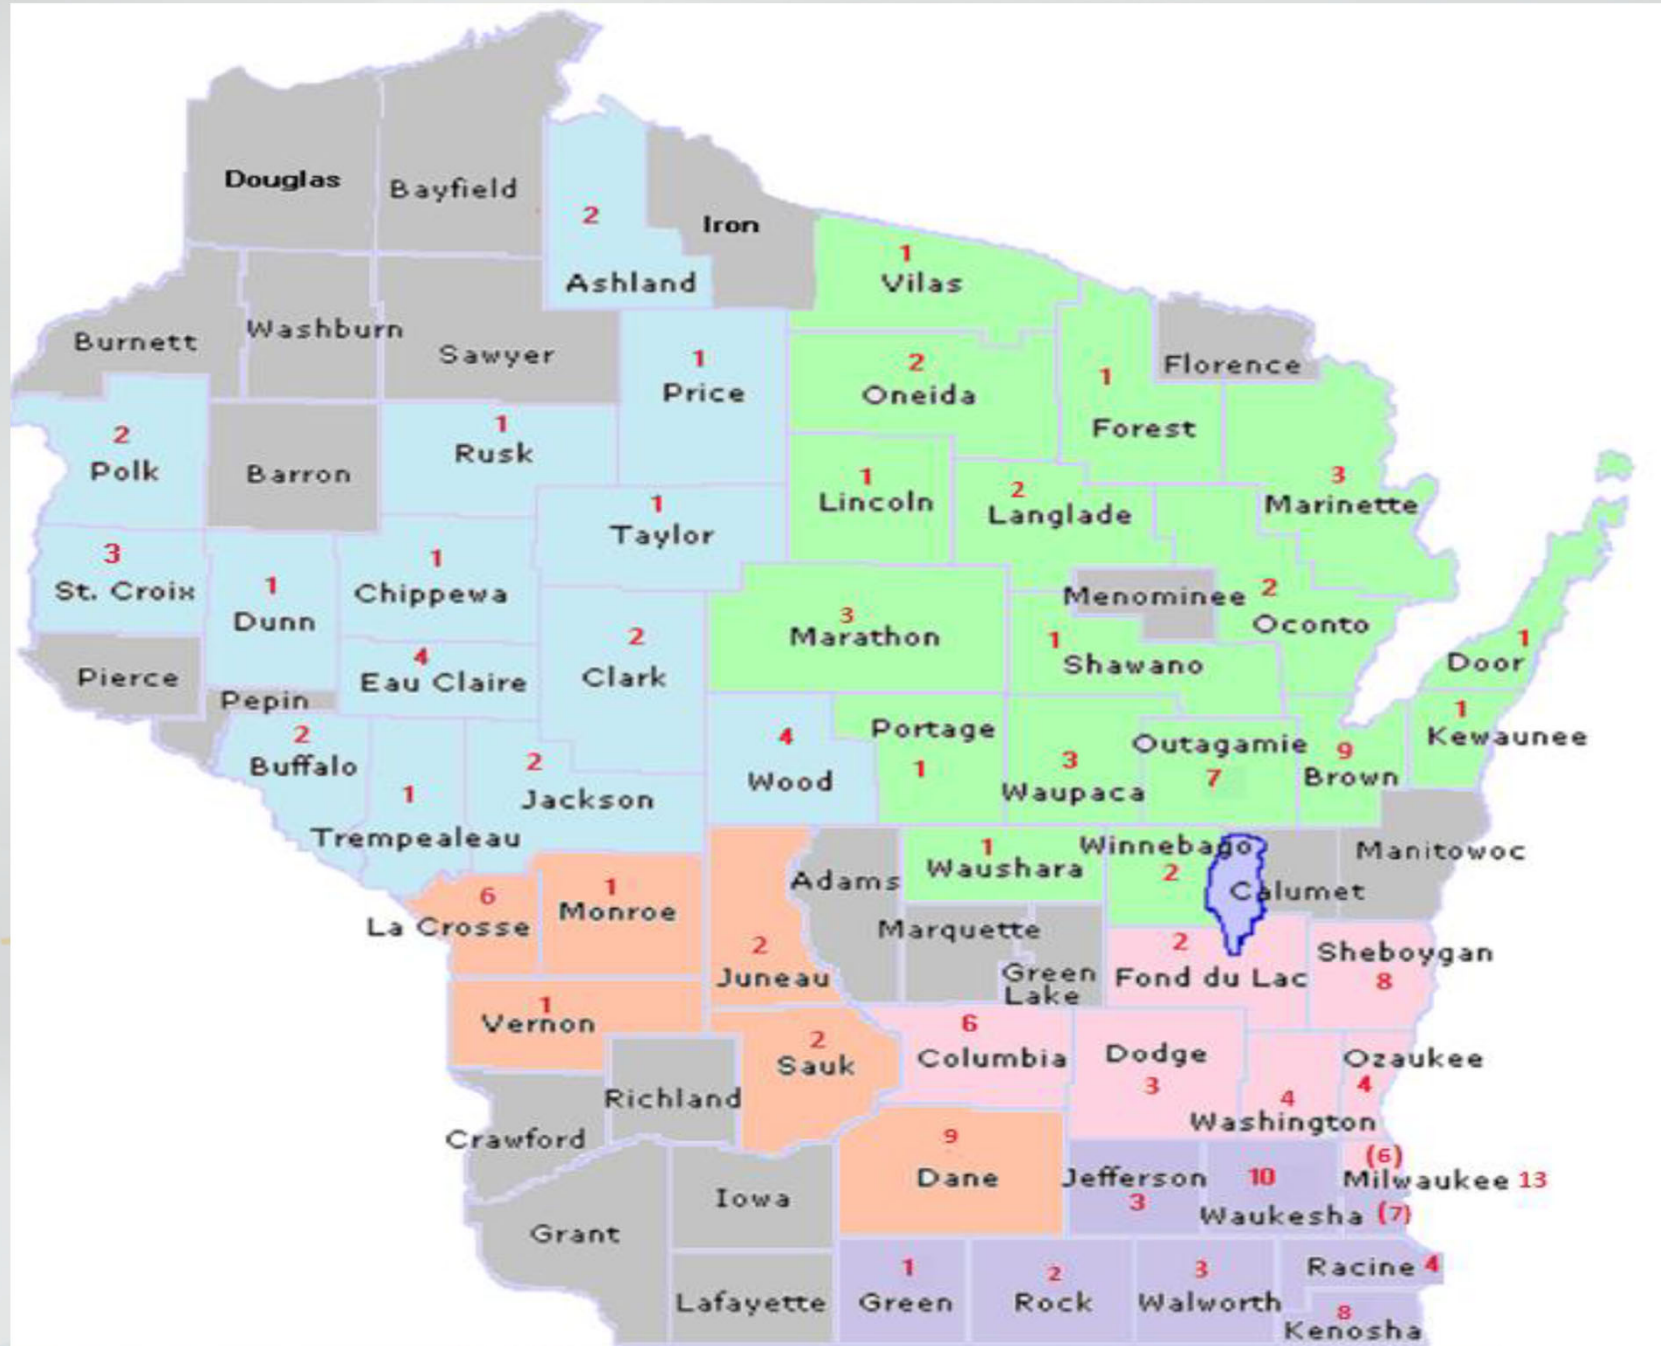 Douglas
Bayfield
2
Ashland
Iron
1
Vilas
Burnett
Washburn
Sawyer
1
Price
2
Oneida
1
Forest
Florence
2
Polk
Barron
1
Rusk
1
Taylor
1
Lincoln
2
Langlade
3
Marinette
3
St. Croix
1
Dunn
1
Chippewa
2
Clark
3
Marathon
Menominee
2
Oconto
1
Shawano
1
Door
Pierce
Pepin
4
Eau Claire
2
Buffalo
1
Trempealeau
2
Jackson
4
Wood
Portage
1
3
Waupaca
Outagamie
7
9
Brown
1
Kewaunee
6
La Crosse
1
Monroe
2
Juneau
Adams
1
Waushara
Winnebago
2
Calumet
Manitowoc
Marquette
Green
Lake
2
Fond du Lac
Sheboygan
8
1
Vernon
Richland
2
Sauk
6
Columbia
Dodge
3
4
Washington
Ozaukee
4
Crawford
Grant
Iowa
9
Dane
Jefferson
3
10
Waukesha
(6)
Milwaukee 13
(7)
Lafayette
1
Green
2
Rock
3
Walworth
Racine 4
8
Kenosha